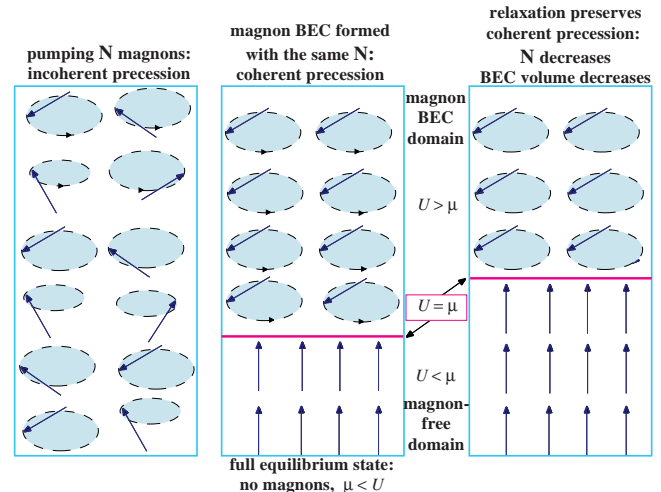 pumping N magnons:
incoherent precession
magnon BEC formed
with the same N:
coherent precession
relaxation preserves
coherent precession:
N decreases
BEC volume decreases
magnon
BEC
domain
U > μ
U = μ
U < μ
magnon-
free
domain
full equilibrium state:
no magnons, μ < U